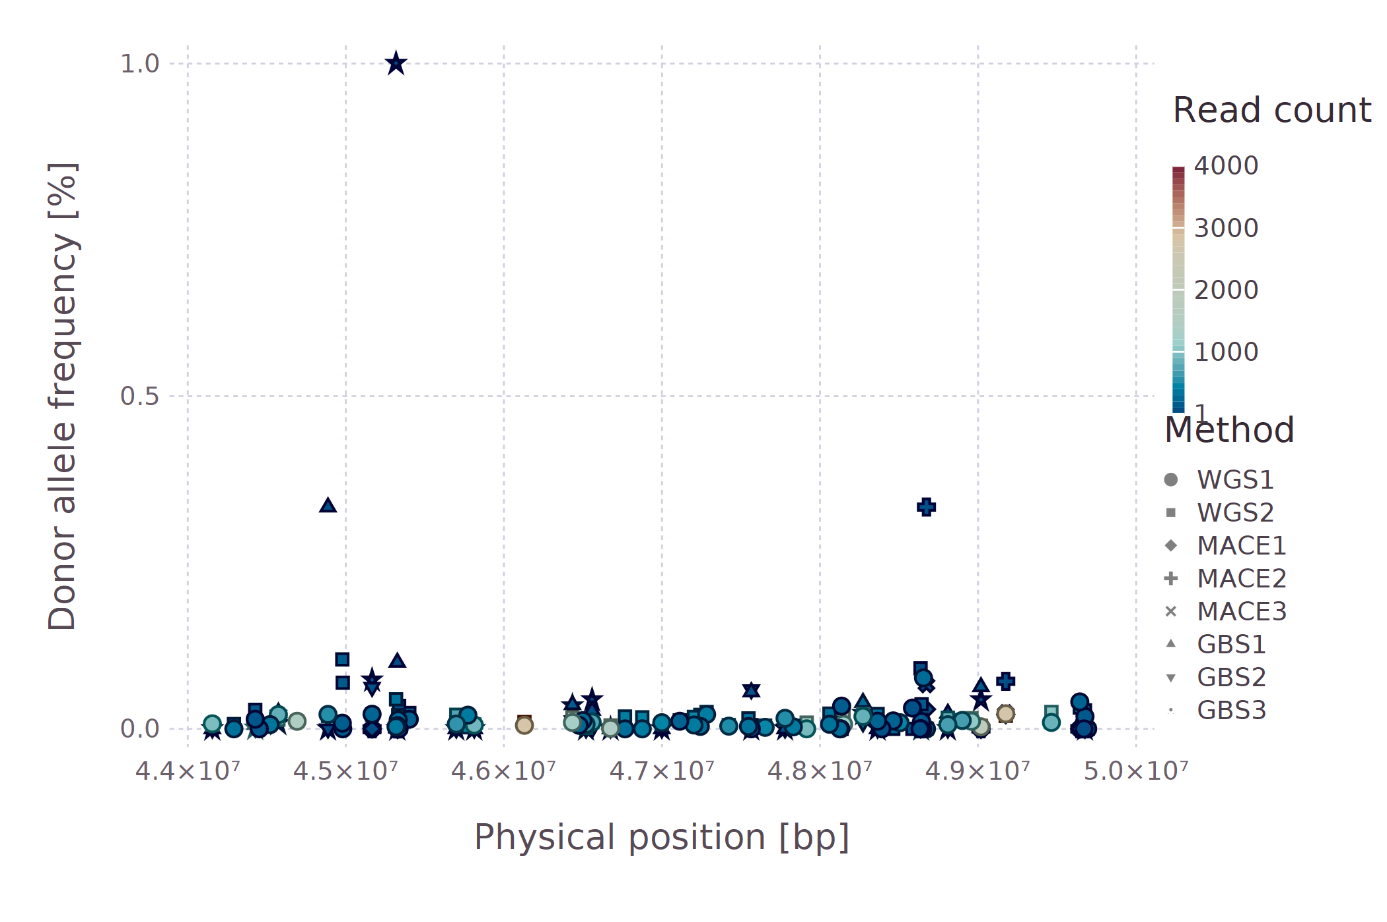 Donor allele frequency [%]
1.0
0.5
0.0
4.4×10⁷ 4.5×10⁷ 4.6×10⁷ 4.7×10⁷ 4.8×10⁷ 4.9×10⁷ 5.0×10⁷
Physical position [bp]
Read count
4000
3000
2000
1000
1
Method
WGS1
WGS2
MACE1
MACE2
MACE3
GBS1
GBS2
GBS3